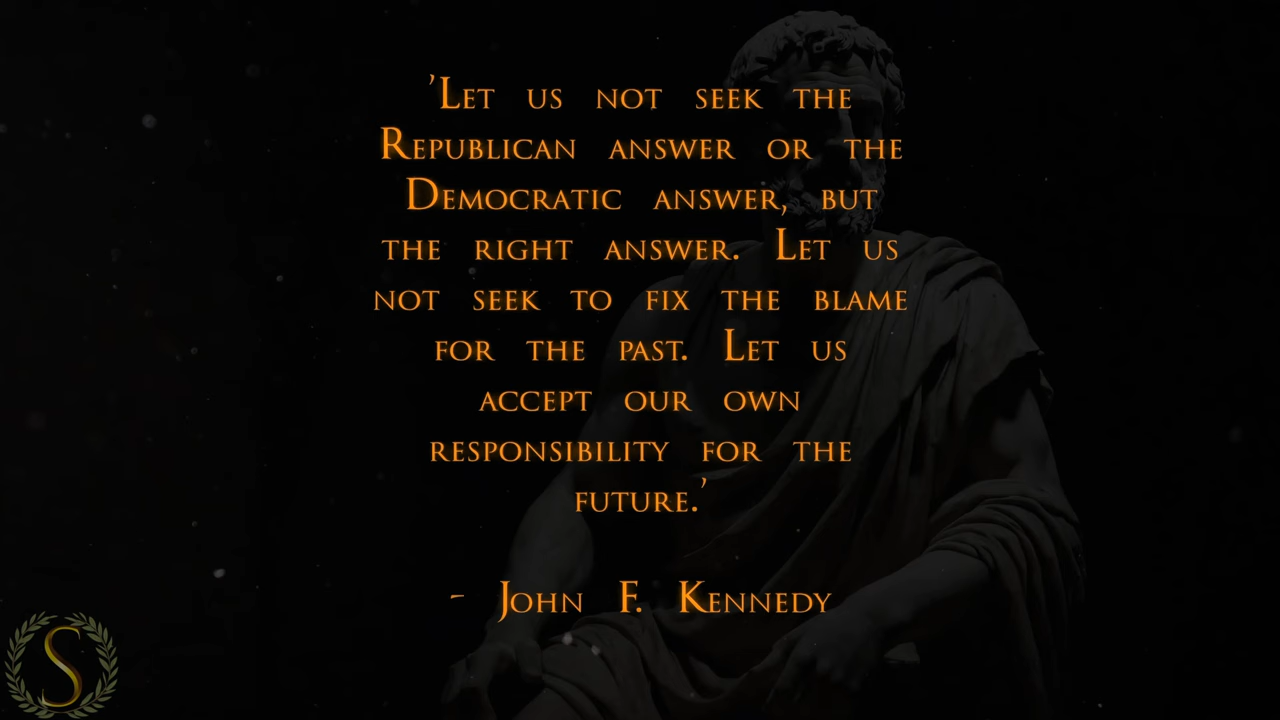 'Let us not seek the
Republican answer or the
Democratic answer, but
the right answer. Let us
not seek to fix the blame
for the past. Let us
accept our own
responsibility for the
future.'
- John F. Kennedy
S